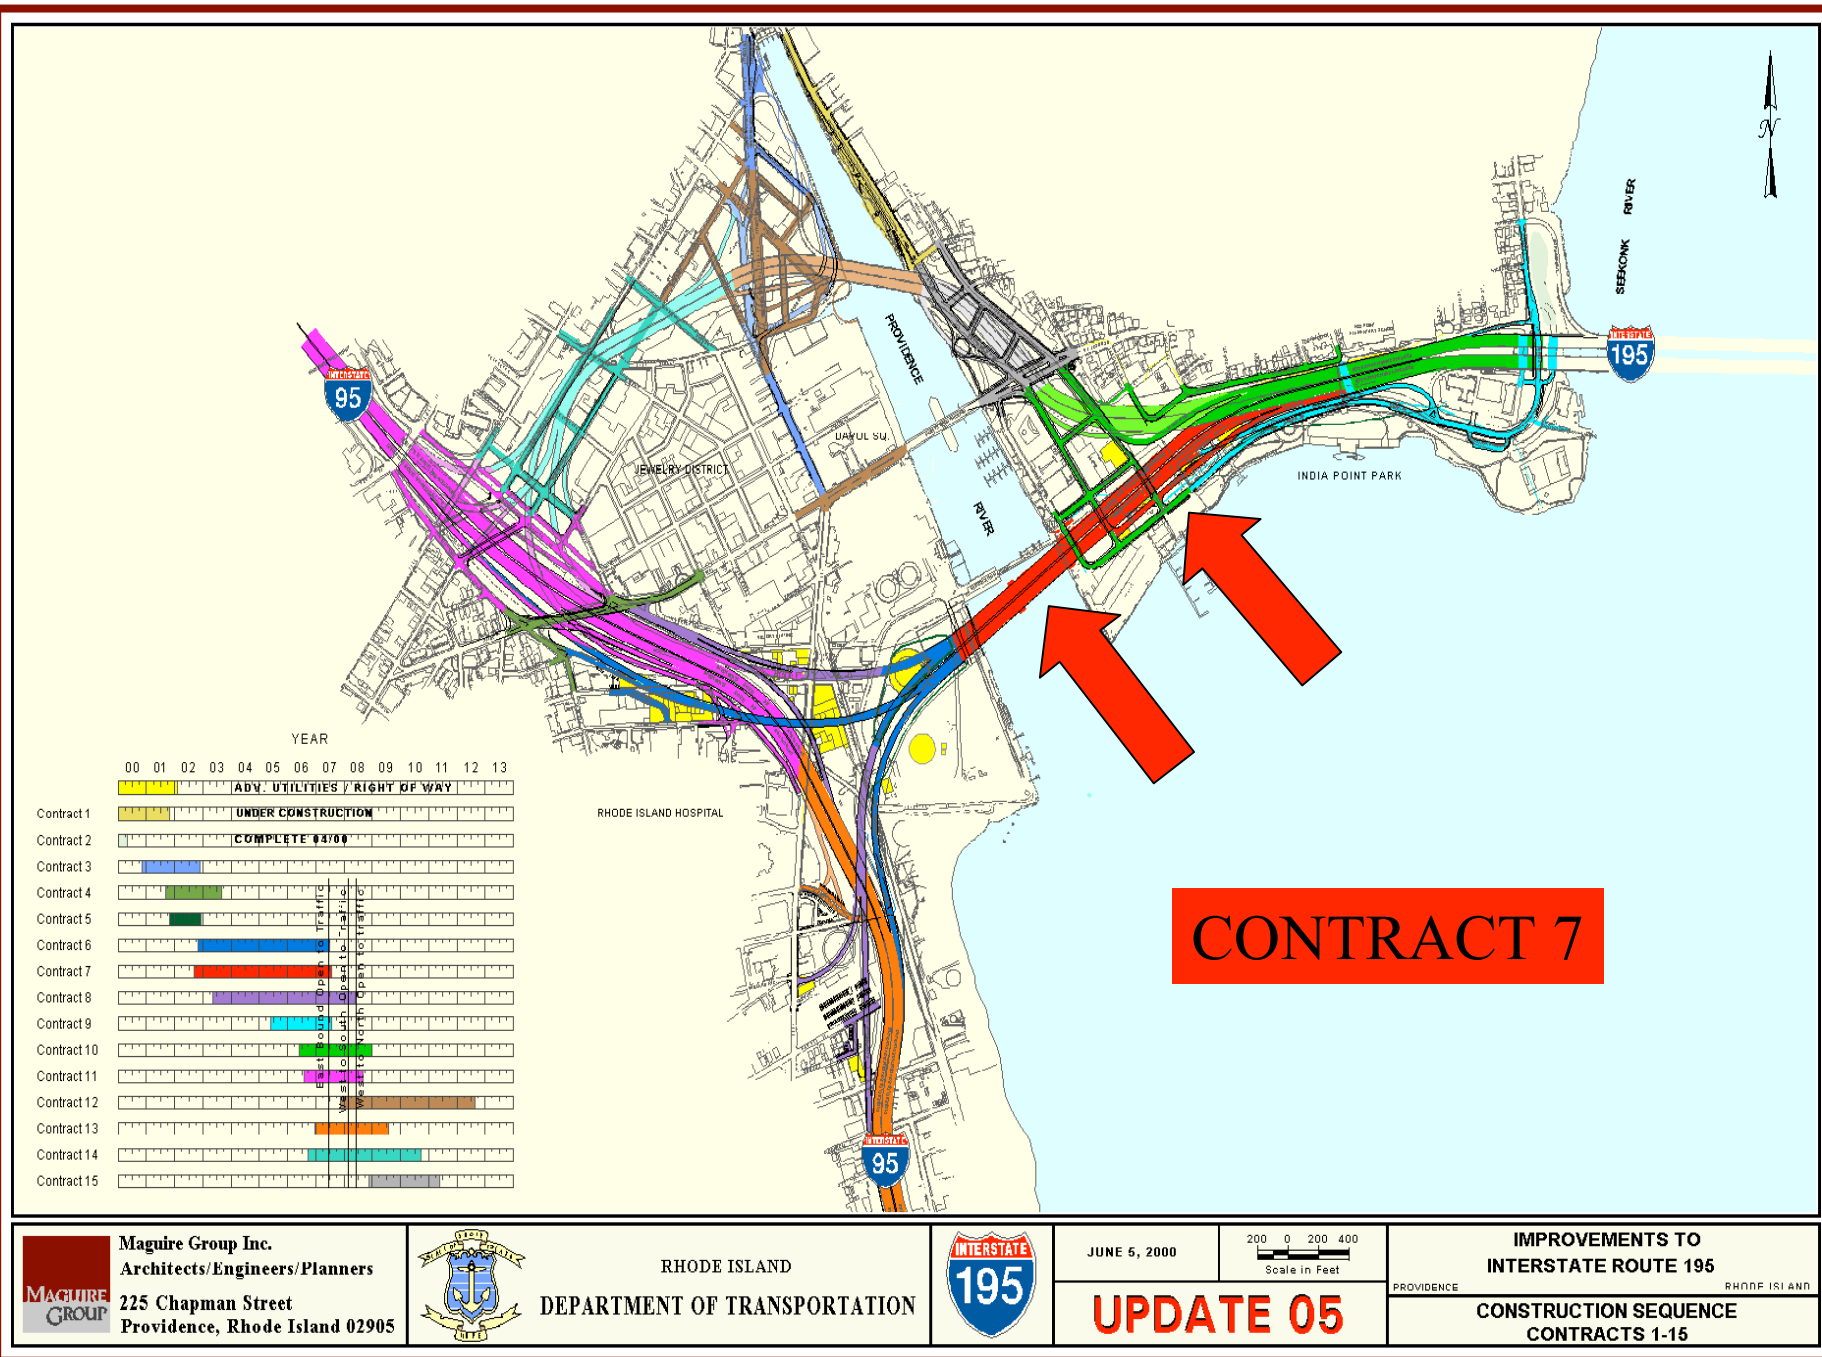 N
SEEKONK RIVER
PROVIDENCE
RIVER
INTERSTATE
195
INTERSTATE
95
DAVOL SQ.
JEWELRY DISTRICT
INDIA POINT PARK
RHODE ISLAND HOSPITAL
CONTRACT 7
INTERSTATE
95
YEAR
00 01 02 03 04 05 06 07 08 09 10 11 12 13
ADV. UTILITIES / RIGHT OF WAY
Contract 1 UNDER CONSTRUCTION
Contract 2 COMPLETE 04/00
Contract 3
Contract 4
Contract 5
Contract 6
Contract 7
Contract 8
Contract 9
Contract 10
Contract 11
Contract 12
Contract 13
Contract 14
Contract 15
East Bound Open to Traffic
West to South Open to Traffic
West to North Open to traffic
MAGUIRE
GROUP
Maguire Group Inc.
Architects/Engineers/Planners
225 Chapman Street
Providence, Rhode Island 02905
HOPE
RHODE ISLAND
DEPARTMENT OF TRANSPORTATION
INTERSTATE
195
JUNE 5, 2000
200 0 200 400
Scale in Feet
UPDATE 05
IMPROVEMENTS TO
INTERSTATE ROUTE 195
PROVIDENCE RHODE ISLAND
CONSTRUCTION SEQUENCE
CONTRACTS 1-15